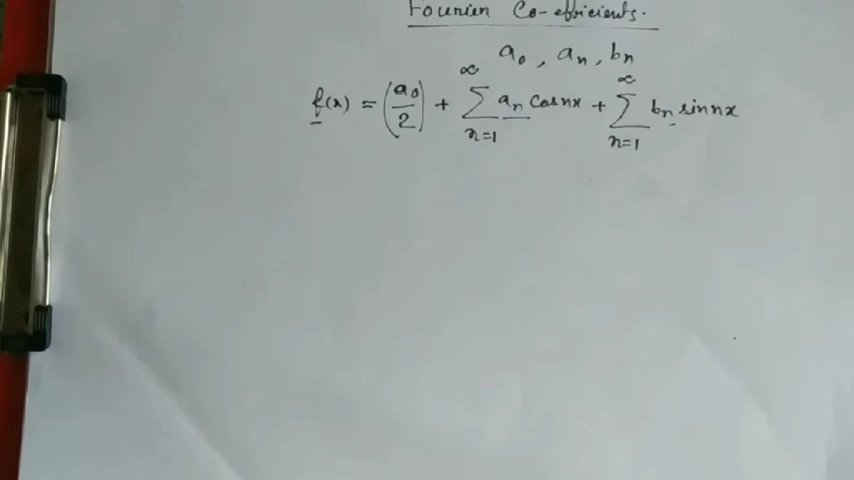 Fourier Co-efficients.
a₀, aₙ, bₙ
f(x) = (a₀/2) + ∞∑n=1 aₙ cosnx + ∞∑n=1 bₙ sinnx